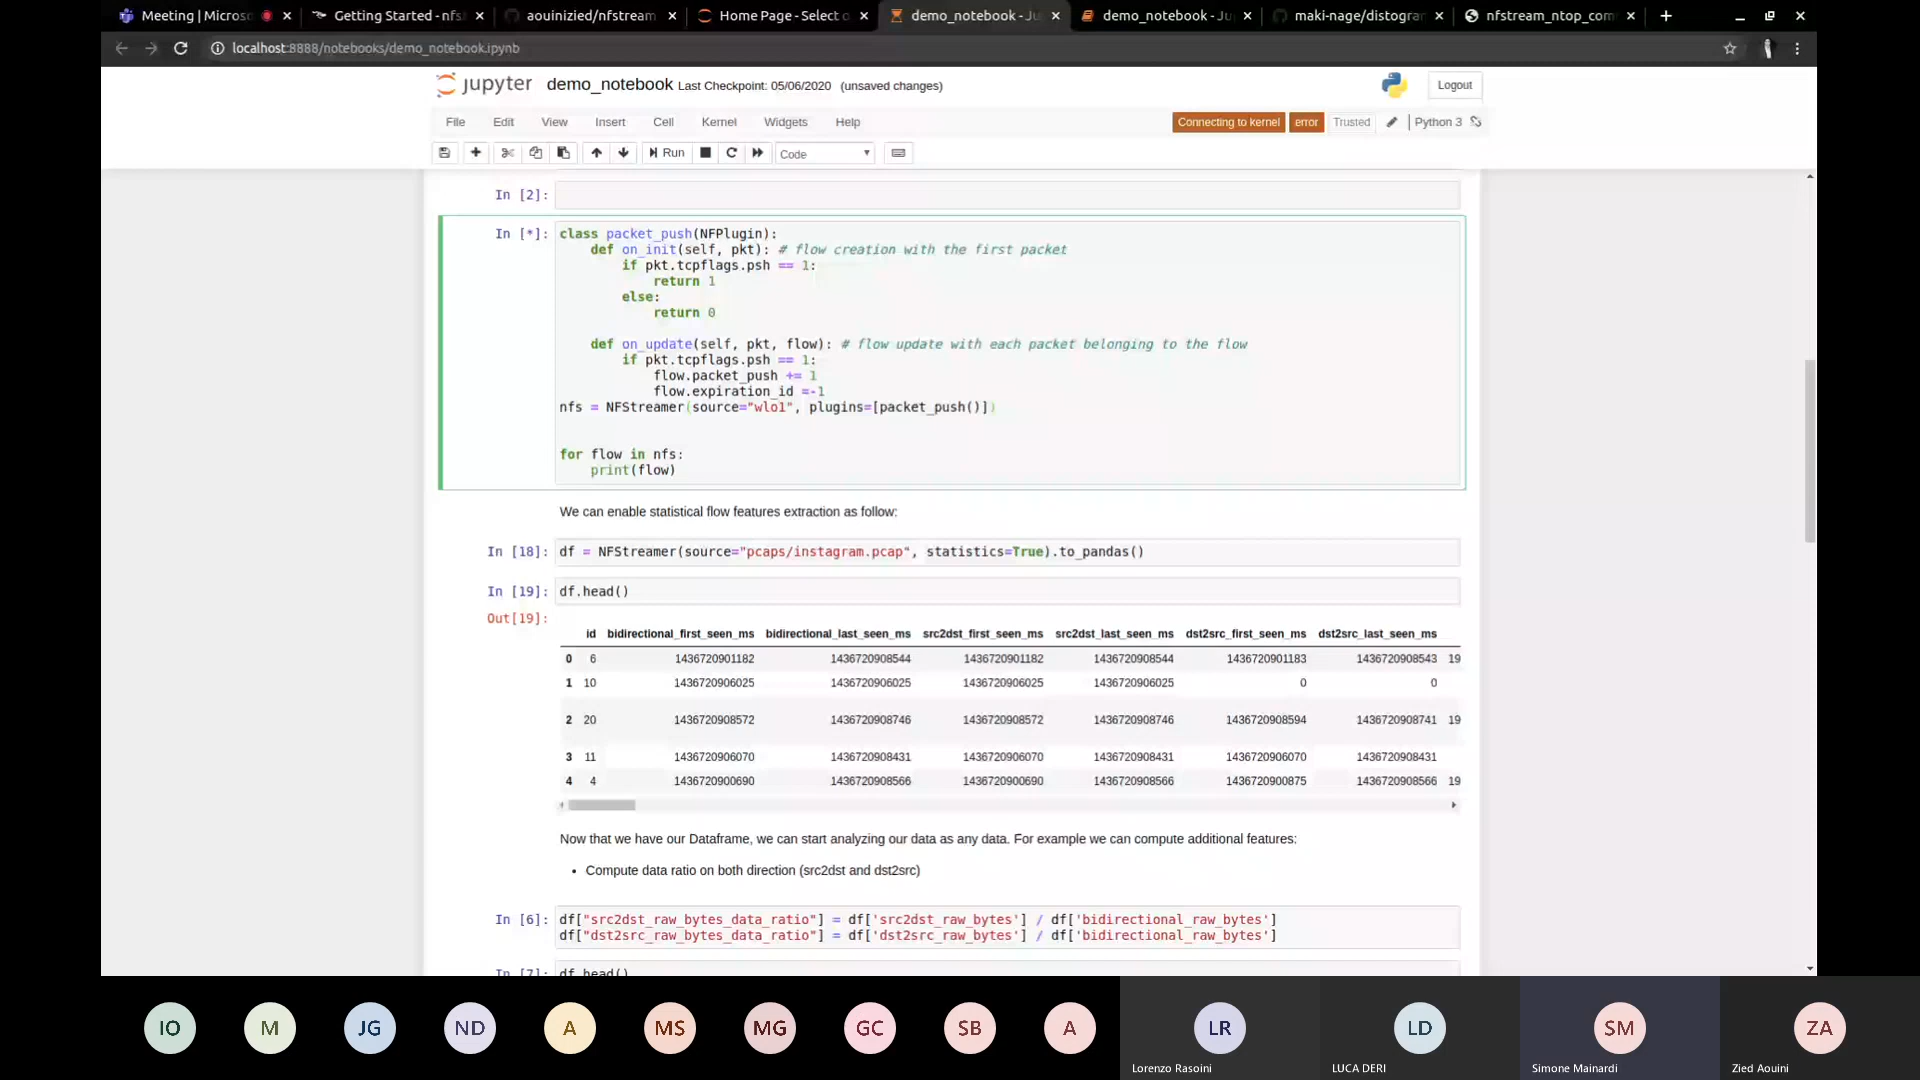 Meeting | Microso
Getting Started - nfst
aouinizied/nfstream
Home Page - Select o
demo_notebook - Ju
demo_notebook - Ju
maki-nage/distogram
nfstream_ntop_com
localhost:8888/notebooks/demo_notebook.ipynb
jupyter demo_notebook Last Checkpoint: 05/06/2020 (unsaved changes)
Logout
File Edit View Insert Cell Kernel Widgets Help
Connecting to kernel error Trusted Python 3
Run Code
In [2]:
In [*]: class packet_push(NFPlugin):
def on_init(self, pkt): # flow creation with the first packet
if pkt.tcpflags.psh == 1:
return 1
else:
return 0
def on_update(self, pkt, flow): # flow update with each packet belonging to the flow
if pkt.tcpflags.psh == 1:
flow.packet_push += 1
flow.expiration_id =-1
nfs = NFStreamer(source="wlo1", plugins=[packet_push()])
for flow in nfs:
print(flow)
We can enable statistical flow features extraction as follow:
In [18]: df = NFStreamer(source="pcaps/instagram.pcap", statistics=True).to_pandas()
In [19]: df.head()
Out[19]:
id bidirectional_first_seen_ms bidirectional_last_seen_ms src2dst_first_seen_ms src2dst_last_seen_ms dst2src_first_seen_ms dst2src_last_seen_ms
0 6 1436720901182 1436720908544 1436720901182 1436720908544 1436720901183 1436720908543 19
1 10 1436720906025 1436720906025 1436720906025 1436720906025 0 0
2 20 1436720908572 1436720908746 1436720908572 1436720908746 1436720908594 1436720908741 19
3 11 1436720906070 1436720908431 1436720906070 1436720908431 1436720906070 1436720908431
4 4 1436720900690 1436720908566 1436720900690 1436720908566 1436720900875 1436720908566 19
Now that we have our Dataframe, we can start analyzing our data as any data. For example we can compute additional features:
• Compute data ratio on both direction (src2dst and dst2src)
In [6]: df["src2dst_raw_bytes_data_ratio"] = df['src2dst_raw_bytes'] / df['bidirectional_raw_bytes']
df["dst2src_raw_bytes_data_ratio"] = df['dst2src_raw_bytes'] / df['bidirectional_raw_bytes']
In [7]: df.head()
IO M JG ND A MS MG GC SB A LR LD SM ZA
Lorenzo Rasoini LUCA DERI Simone Mainardi Zied Aouini